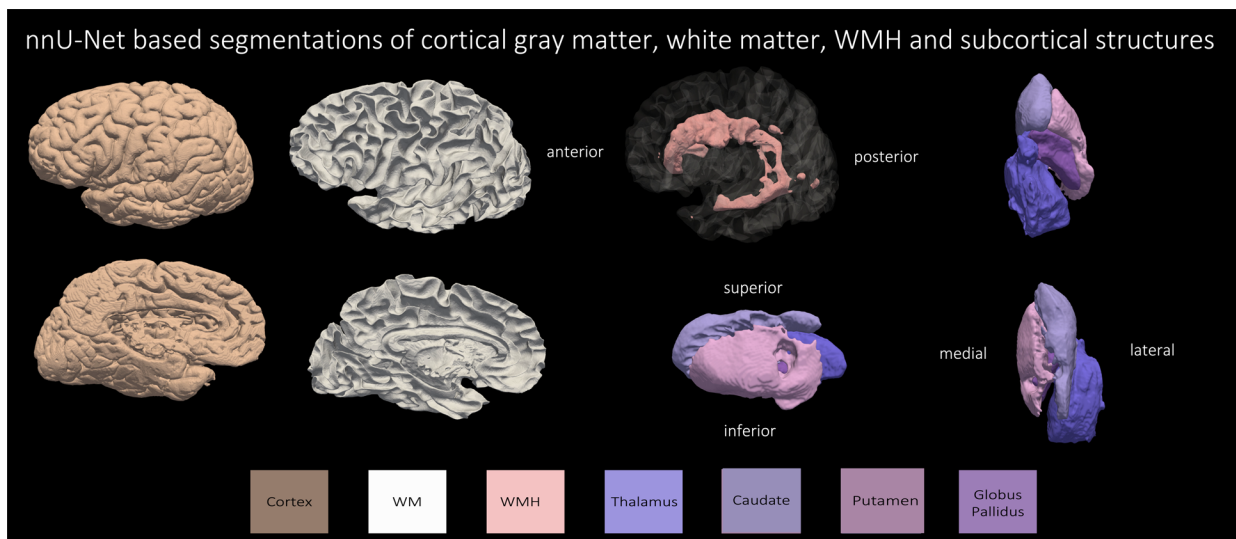 nnU-Net based segmentations of cortical gray matter, white matter, WMH and subcortical structures
anterior
posterior
superior
medial
lateral
inferior
Cortex
WM
WMH
Thalamus
Caudate
Putamen
Globus
Pallidus